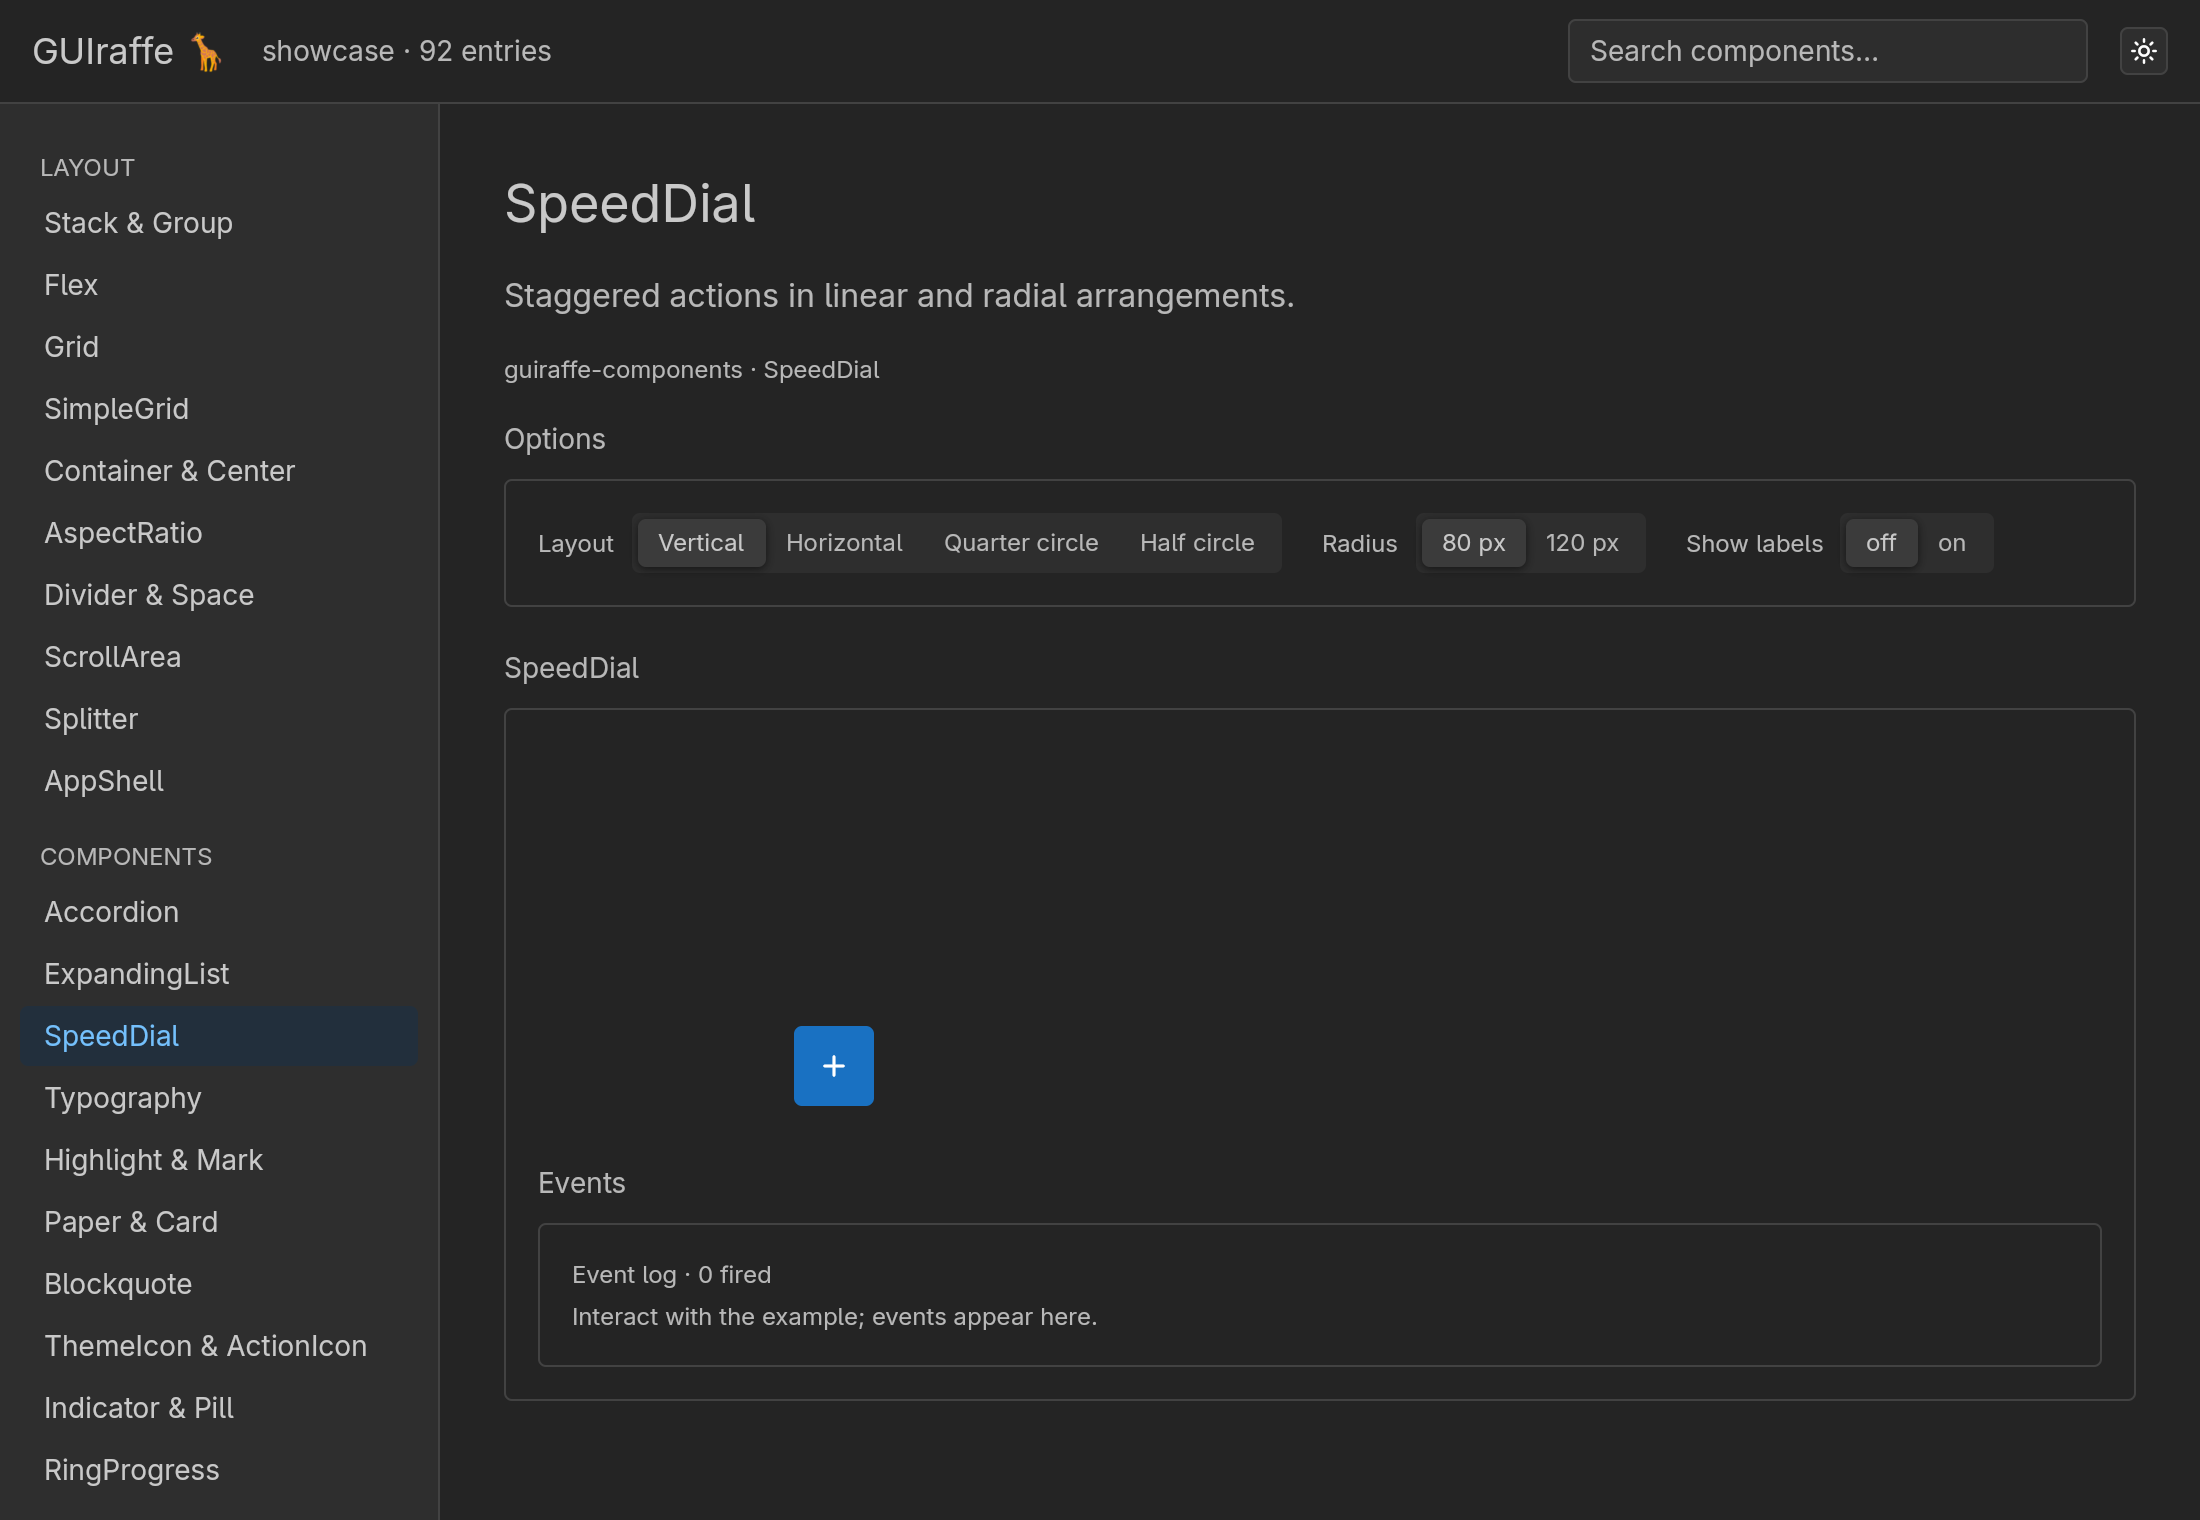 GUIraffe 🦒 showcase · 92 entries Search components...
LAYOUT
Stack & Group
Flex
Grid
SimpleGrid
Container & Center
AspectRatio
Divider & Space
ScrollArea
Splitter
AppShell
COMPONENTS
Accordion
ExpandingList
SpeedDial
Typography
Highlight & Mark
Paper & Card
Blockquote
ThemeIcon & ActionIcon
Indicator & Pill
RingProgress
SpeedDial
Staggered actions in linear and radial arrangements.
guiraffe-components · SpeedDial
Options
Layout Vertical Horizontal Quarter circle Half circle Radius 80 px 120 px Show labels off on
SpeedDial
+
Events
Event log · 0 fired
Interact with the example; events appear here.